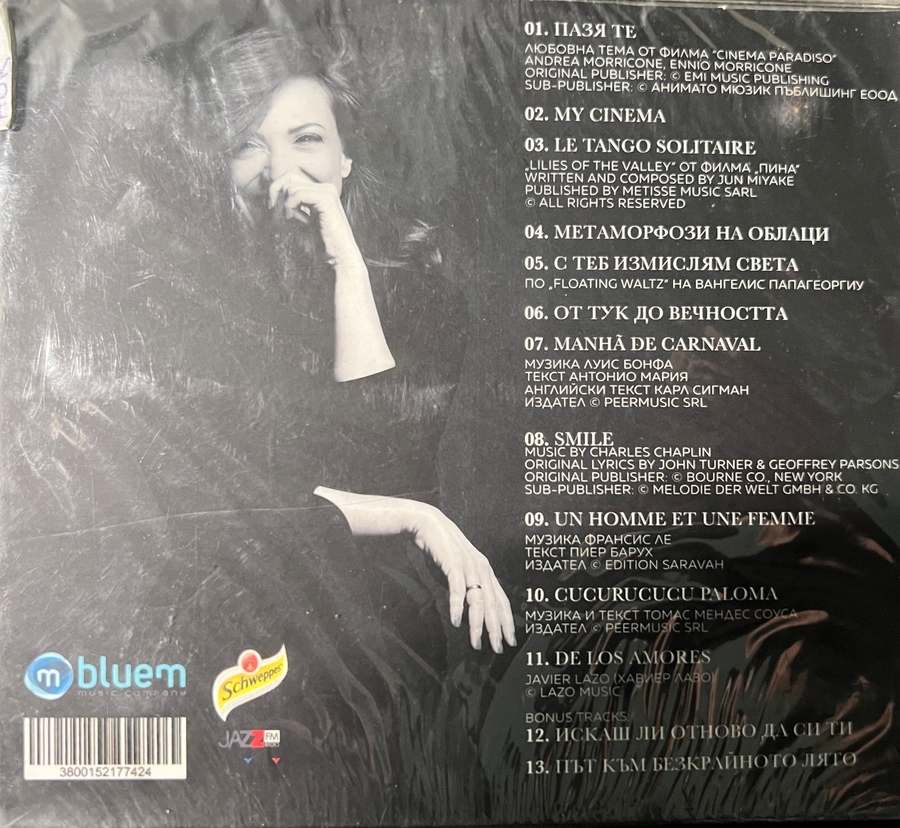 01. ПАЗЯ ТЕ
ЛЮБОВНА ТЕМА ОТ ФИЛМА "CINEMA PARADISO"
ANDREA MORRICONE, ENNIO MORRICONE
ORIGINAL PUBLISHER: © EMI MUSIC PUBLISHING
SUB-PUBLISHER: © АНИМАТО МЮЗИК ПЪБЛИШИНГ ЕООД
02. MY CINEMA
03. LE TANGO SOLITAIRE
„LILIES OF THE VALLEY" ОТ ФИЛМА „ПИНА"
WRITTEN AND COMPOSED BY JUN MIYAKE
PUBLISHED BY METISSE MUSIC SARL
© ALL RIGHTS RESERVED
04. МЕТАМОРФОЗИ НА ОБЛАЦИ
05. С ТЕБ ИЗМИСЛЯМ СВЕТА
ПО „FLOATING WALTZ" НА ВАНГЕЛИС ПАПАГЕОРГИУ
06. ОТ ТУК ДО ВЕЧНОСТТА
07. MANHÃ DE CARNAVAL
МУЗИКА ЛУИС БОНФА
ТЕКСТ АНТОНИО МАРИЯ
АНГЛИЙСКИ ТЕКСТ КАРЛ СИГМАН
ИЗДАТЕЛ © PEERMUSIC SRL
08. SMILE
MUSIC BY CHARLES CHAPLIN
ORIGINAL LYRICS BY JOHN TURNER & GEOFFREY PARSONS
ORIGINAL PUBLISHER: © BOURNE CO., NEW YORK
SUB-PUBLISHER: © MELODIE DER WELT GMBH & CO. KG
09. UN HOMME ET UNE FEMME
МУЗИКА ФРАНСИС ЛЕ
ТЕКСТ ПИЕР БАРУХ
ИЗДАТЕЛ © EDITION SARAVAH
10. CUCURUCUCU PALOMA
МУЗИКА И ТЕКСТ ТОМАС МЕНДЕС СОУСА
ИЗДАТЕЛ © PEERMUSIC SRL
11. DE LOS AMORES
JAVIER LAZO (ХАВИЕР ЛАЗО)
© LAZO MUSIC
BONUS TRACKS:
12. ИСКАШ ЛИ ОТНОВО ДА СИ ТИ
13. ПЪТ КЪМ БЕЗКРАЙНОТО ЛЯТО
m bluem
music company
Schweppes
JAZZ FM
3800152177424